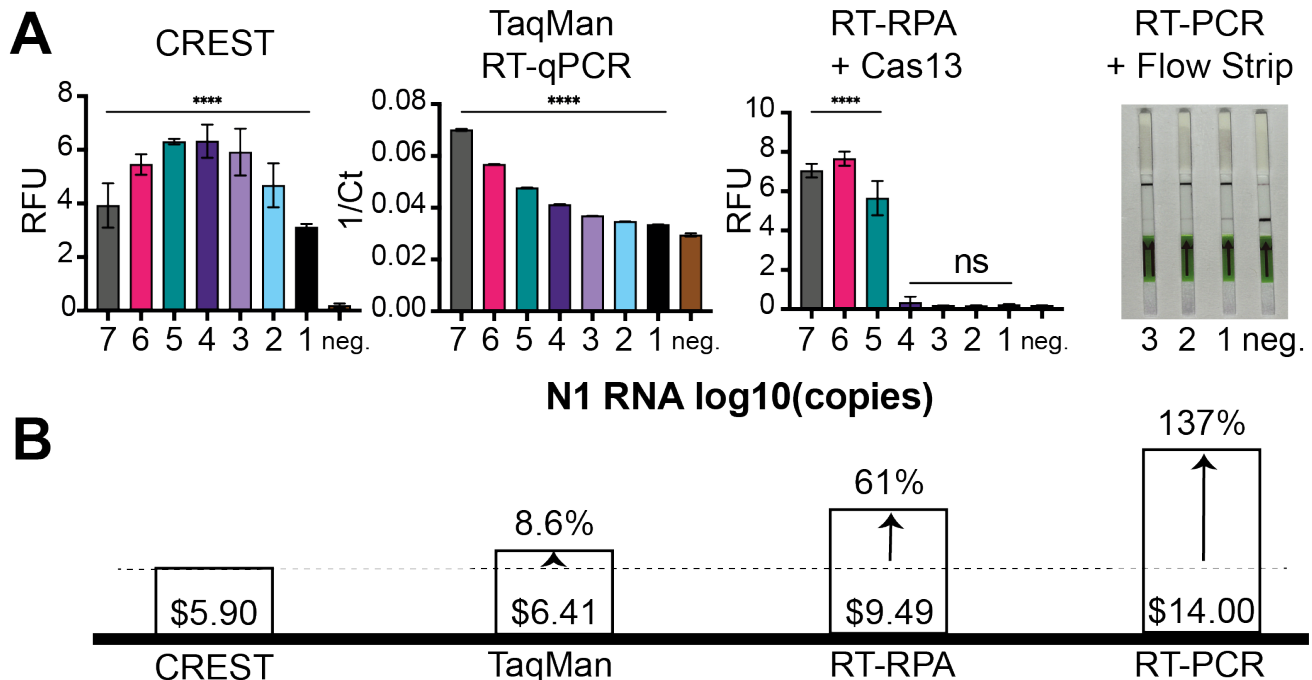 A
CREST
TaqMan
RT-qPCR
RT-RPA
+ Cas13
RT-PCR
+ Flow Strip
8
6
4
2
0
RFU
****
7 6 5 4 3 2 1 neg.
0.08
0.06
0.04
0.02
0.00
1/Ct
****
7 6 5 4 3 2 1 neg.
10
8
6
4
2
0
RFU
****
ns
7 6 5 4 3 2 1 neg.
3 2 1 neg.
N1 RNA log10(copies)
B
8.6%
61%
137%
$5.90
$6.41
$9.49
$14.00
CREST
TaqMan
RT-RPA
RT-PCR